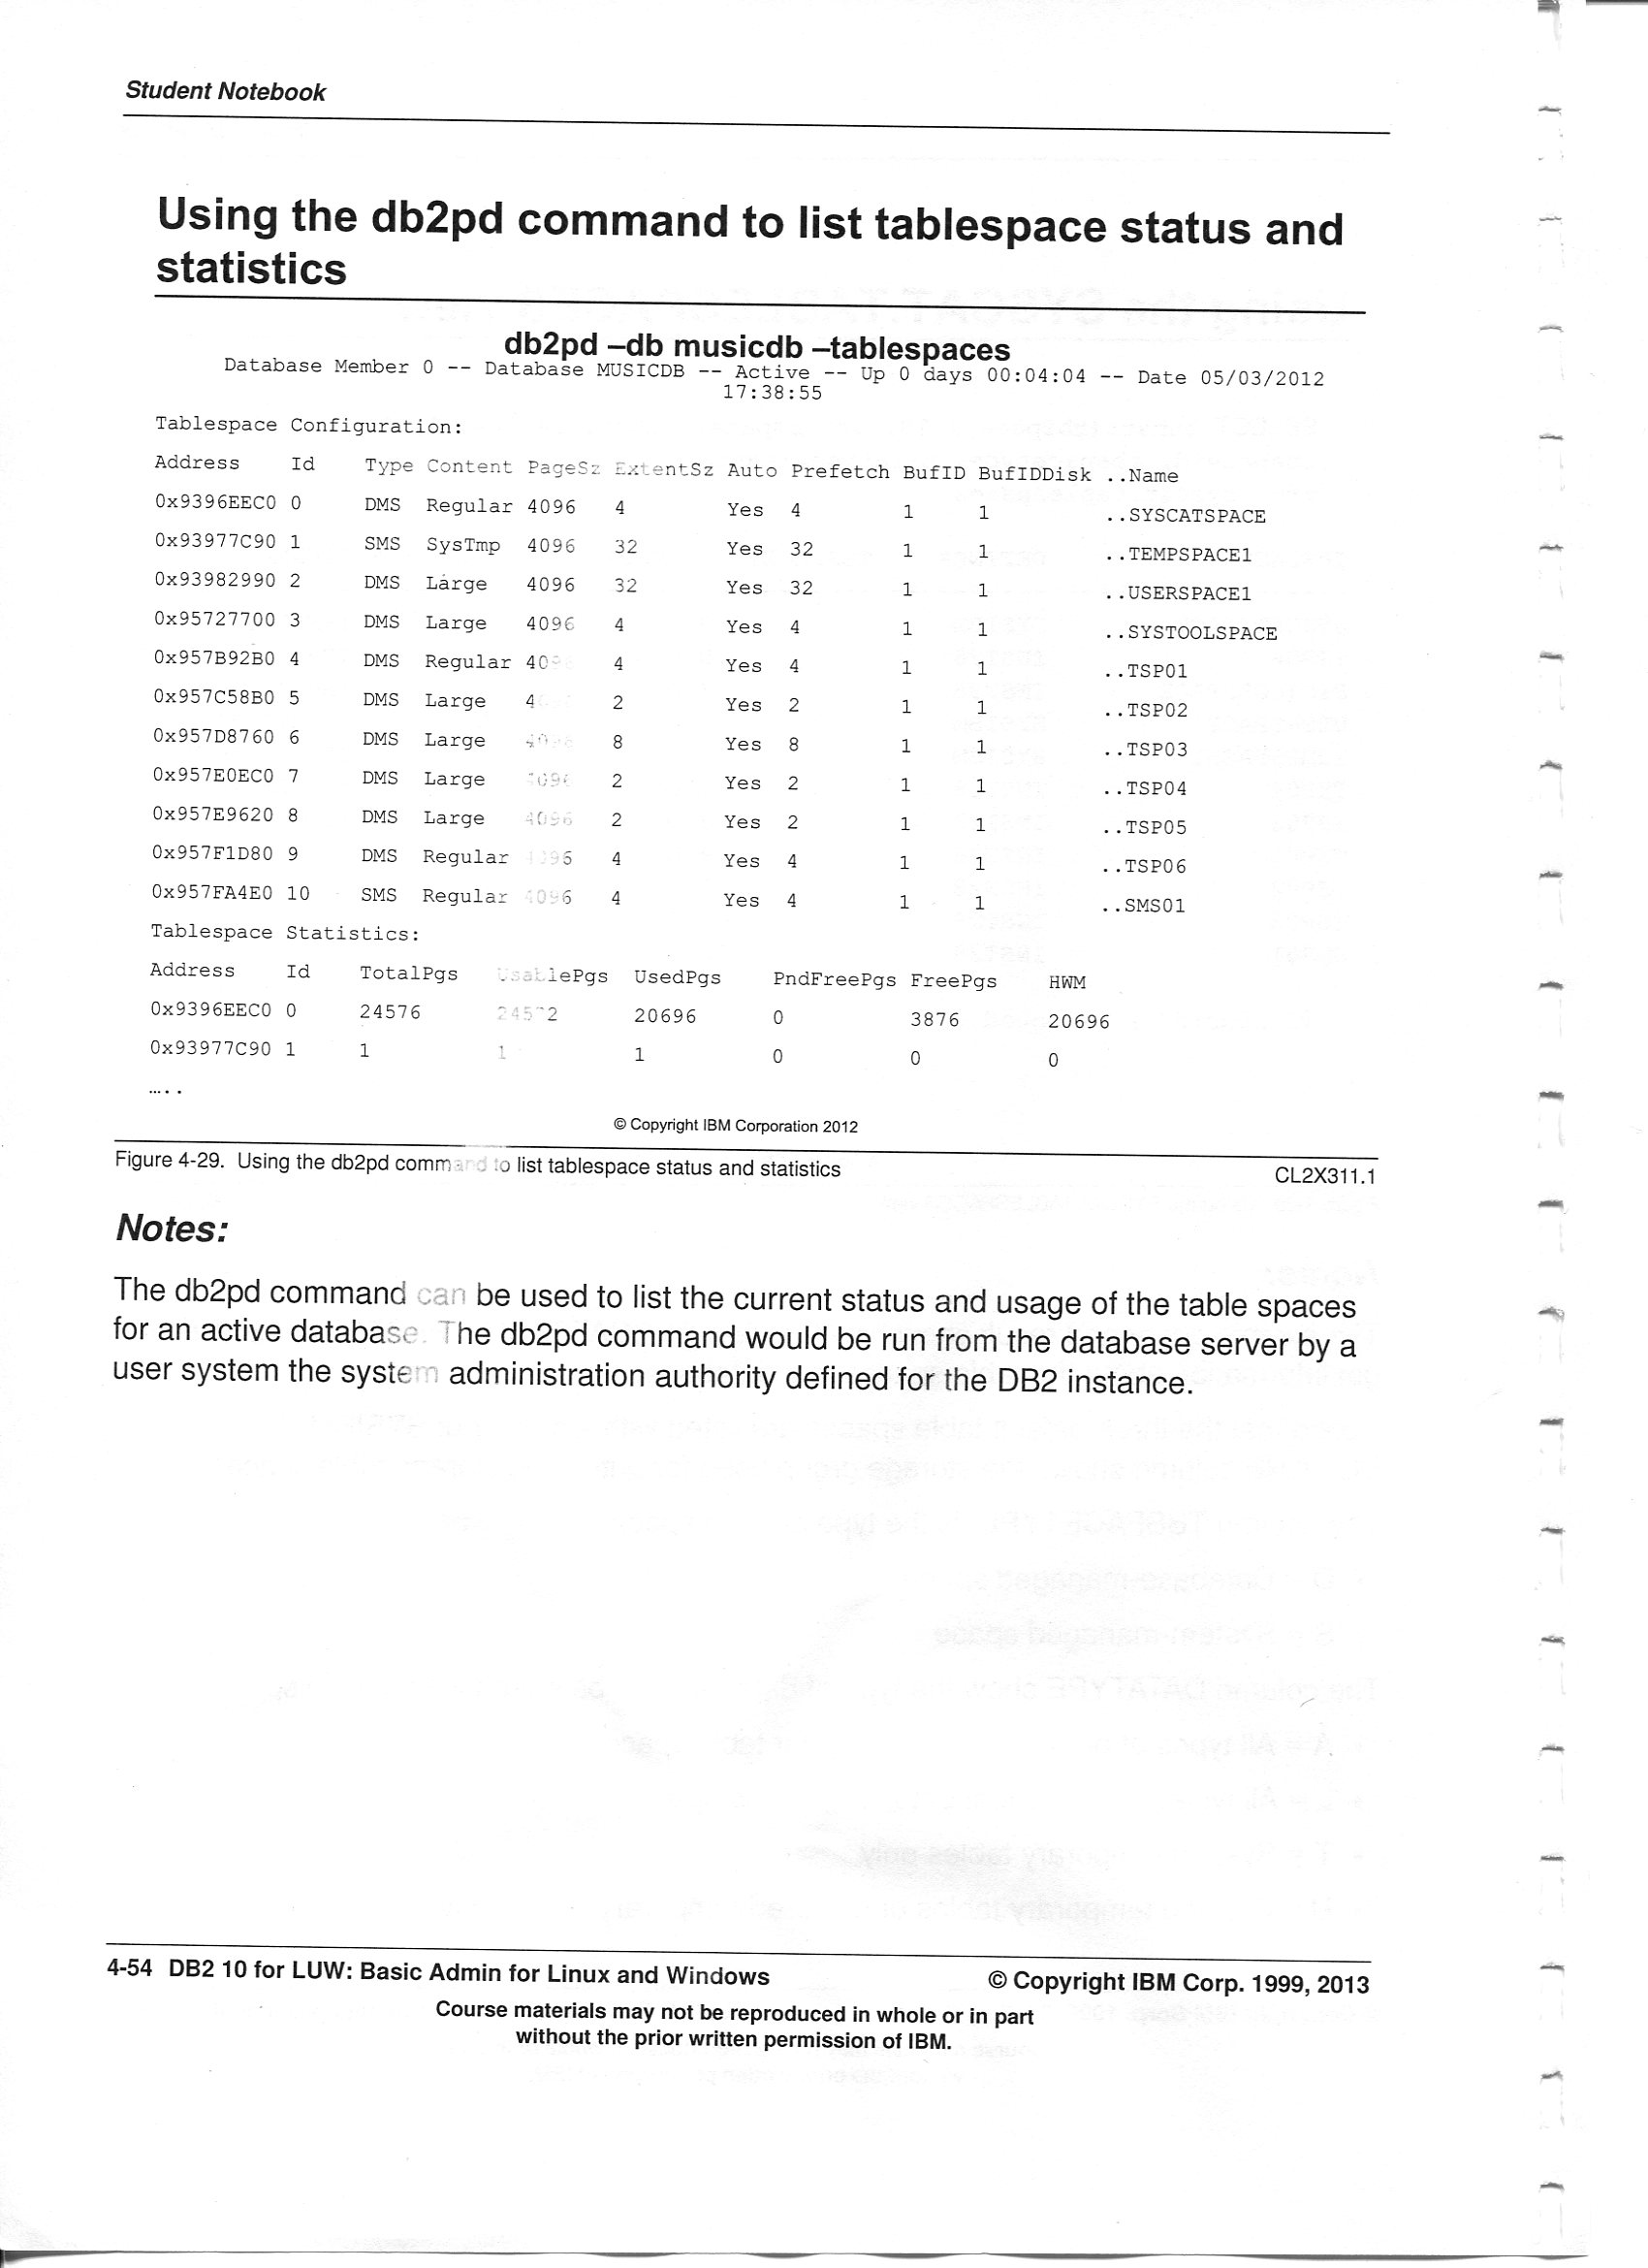 Student Notebook
Using the db2pd command to list tablespace status and
statistics
db2pd –db musicdb –tablespaces
Database Member 0 -- Database MUSICDB -- Active -- Up 0 days 00:04:04 -- Date 05/03/2012
17:38:55
Tablespace Configuration:
Address Id Type Content PageSz ExtentSz Auto Prefetch BufID BufIDDisk ..Name
0x9396EEC0 0 DMS Regular 4096 4 Yes 4 1 1 ..SYSCATSPACE
0x93977C90 1 SMS SysTmp 4096 32 Yes 32 1 1 ..TEMPSPACE1
0x93982990 2 DMS Large 4096 32 Yes 32 1 1 ..USERSPACE1
0x95727700 3 DMS Large 4096 4 Yes 4 1 1 ..SYSTOOLSPACE
0x957B92B0 4 DMS Regular 4096 4 Yes 4 1 1 ..TSP01
0x957C58B0 5 DMS Large 2 Yes 2 1 1 ..TSP02
0x957D8760 6 DMS Large 4096 8 Yes 8 1 1 ..TSP03
0x957E0EC0 7 DMS Large 4096 2 Yes 2 1 1 ..TSP04
0x957E9620 8 DMS Large 4096 2 Yes 2 1 1 ..TSP05
0x957F1D80 9 DMS Regular 4096 4 Yes 4 1 1 ..TSP06
0x957FA4E0 10 SMS Regular 4096 4 Yes 4 1 1 ..SMS01
Tablespace Statistics:
Address Id TotalPgs UsablePgs UsedPgs PndFreePgs FreePgs HWM
0x9396EEC0 0 24576 24572 20696 0 3876 20696
0x93977C90 1 1 1 1 0 0 0
.....
© Copyright IBM Corporation 2012
Figure 4-29. Using the db2pd command to list tablespace status and statistics CL2X311.1
Notes:
The db2pd command can be used to list the current status and usage of the table spaces
for an active database. The db2pd command would be run from the database server by a
user system the system administration authority defined for the DB2 instance.
4-54 DB2 10 for LUW: Basic Admin for Linux and Windows © Copyright IBM Corp. 1999, 2013
Course materials may not be reproduced in whole or in part
without the prior written permission of IBM.